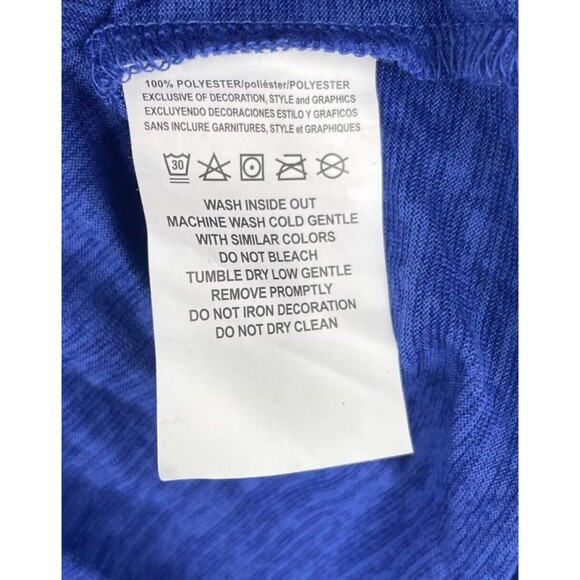 100% POLYESTER/poliéster/POLYESTER
EXCLUSIVE OF DECORATION, STYLE and GRAPHICS
EXCLUYENDO DECORACIONES ESTILO Y GRAFICOS
SANS INCLURE GARNITURES, STYLE et GRAPHIQUES
30
WASH INSIDE OUT
MACHINE WASH COLD GENTLE
WITH SIMILAR COLORS
DO NOT BLEACH
TUMBLE DRY LOW GENTLE
REMOVE PROMPTLY
DO NOT IRON DECORATION
DO NOT DRY CLEAN